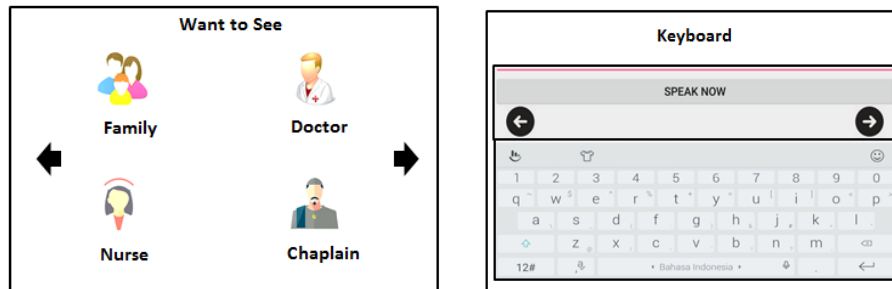 Want to See
Family
Doctor
Nurse
Chaplain
Keyboard
SPEAK NOW
1 2 3 4 5 6 7 8 9 0
q w e r t y u i o p
a s d f g h j k l
z x c v b n m
12# • Bahasa Indonesia •